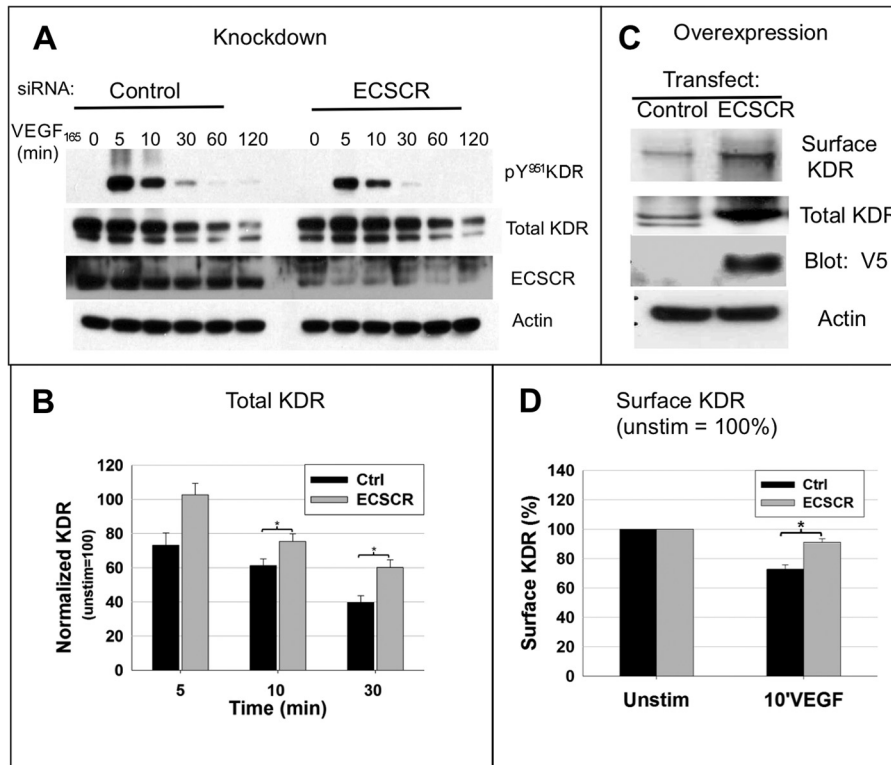 A
Knockdown
siRNA:
Control
ECSCR
VEGF165
(min)
0 5 10 30 60 120
0 5 10 30 60 120
pY951KDR
Total KDR
ECSCR
Actin
C
Overexpression
Transfect:
Control ECSCR
Surface
KDR
Total KDR
Blot: V5
Actin
B
Total KDR
Normalized KDR
(unstim=100)
120
100
80
60
40
20
0
Ctrl
ECSCR
*
*
5 10 30
Time (min)
D
Surface KDR
(unstim = 100%)
Surface KDR (%)
140
120
100
80
60
40
20
0
Ctrl
ECSCR
*
Unstim 10'VEGF